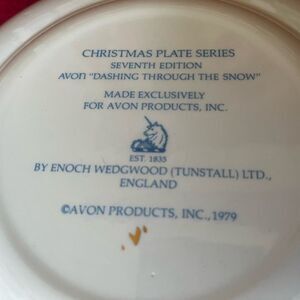 CHRISTMAS PLATE SERIES
SEVENTH EDITION
AVON "DASHING THROUGH THE SNOW"
MADE EXCLUSIVELY
FOR AVON PRODUCTS, INC.
EST. 1835
BY ENOCH WEDGWOOD (TUNSTALL) LTD.,
ENGLAND
©AVON PRODUCTS, INC., 1979